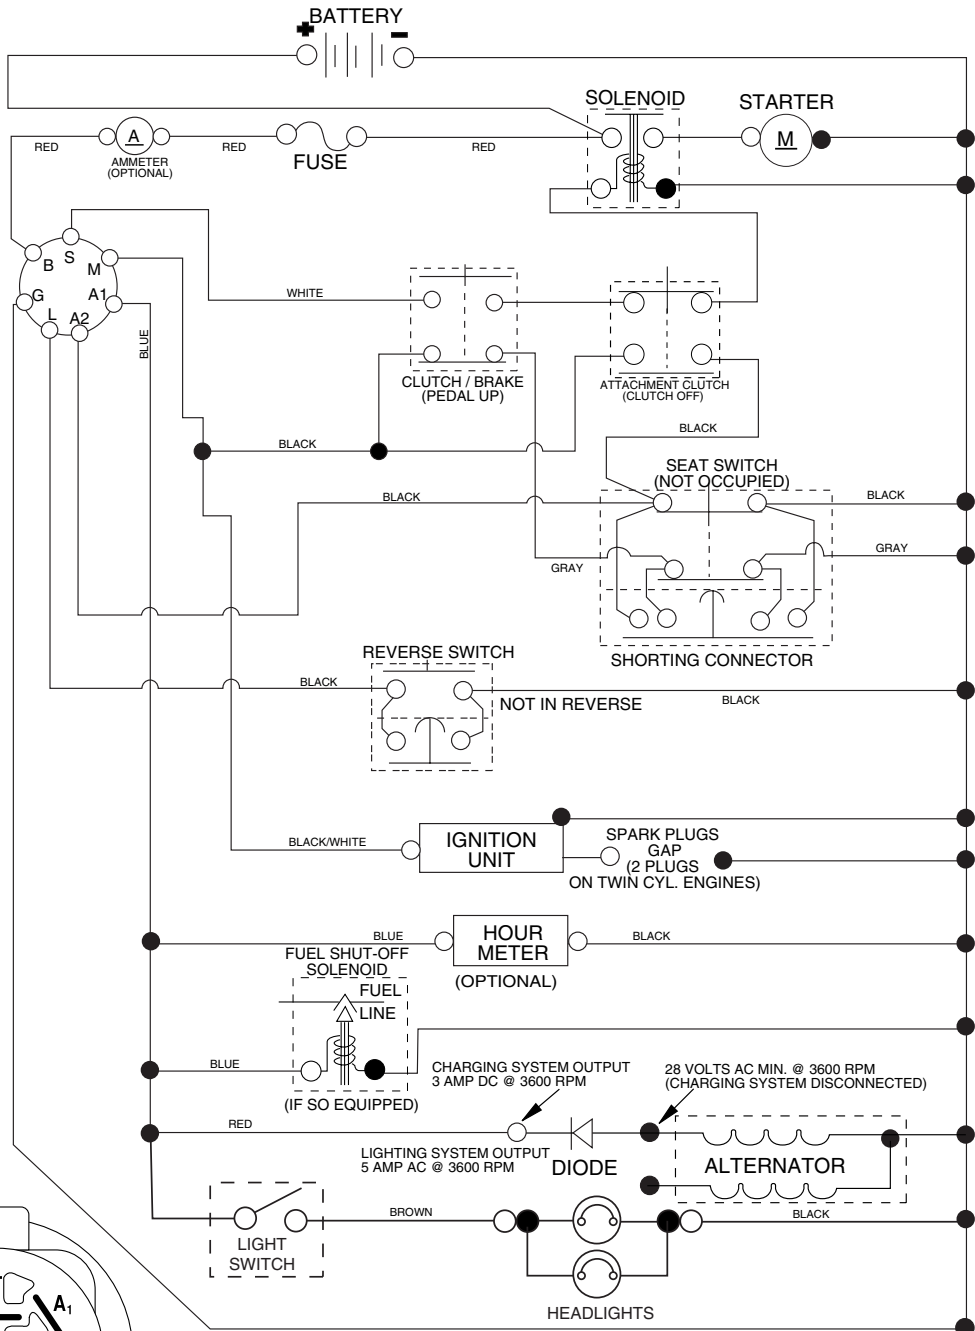 BATTERY
+ -
SOLENOID
STARTER
RED
A
RED
FUSE
RED
M
AMMETER
(OPTIONAL)
B
S
M
G
A1
L
A2
BLUE
WHITE
CLUTCH / BRAKE
(PEDAL UP)
ATTACHMENT CLUTCH
(CLUTCH OFF)
BLACK
BLACK
SEAT SWITCH
(NOT OCCUPIED)
BLACK
BLACK
GRAY
GRAY
SHORTING CONNECTOR
REVERSE SWITCH
BLACK
NOT IN REVERSE
BLACK
BLACK/WHITE
IGNITION
UNIT
SPARK PLUGS
GAP
(2 PLUGS
ON TWIN CYL. ENGINES)
BLUE
HOUR
METER
BLACK
(OPTIONAL)
FUEL SHUT-OFF
SOLENOID
FUEL
LINE
BLUE
(IF SO EQUIPPED)
CHARGING SYSTEM OUTPUT
3 AMP DC @ 3600 RPM
28 VOLTS AC MIN. @ 3600 RPM
(CHARGING SYSTEM DISCONNECTED)
RED
LIGHTING SYSTEM OUTPUT
5 AMP AC @ 3600 RPM
DIODE
ALTERNATOR
BROWN
BLACK
LIGHT
SWITCH
HEADLIGHTS
A1